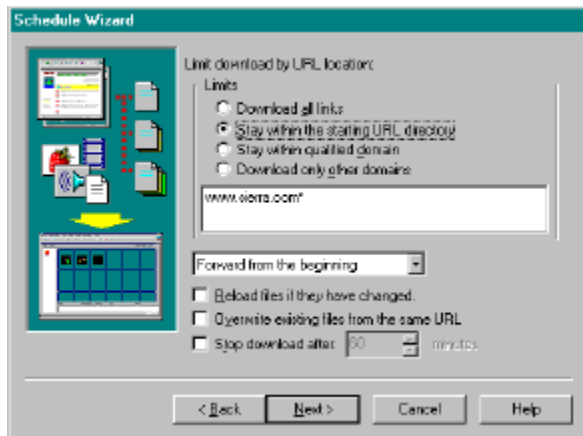 Schedule Wizard
Limit download by URL location:
Limits
Download all links
Stay within the starting URL directory
Stay within qualified domain
Download only other domains
www.sierra.com*
Forward from the beginning
Reload files if they have changed.
Overwrite existing files from the same URL
Stop download after 60 minutes
< Back Next > Cancel Help